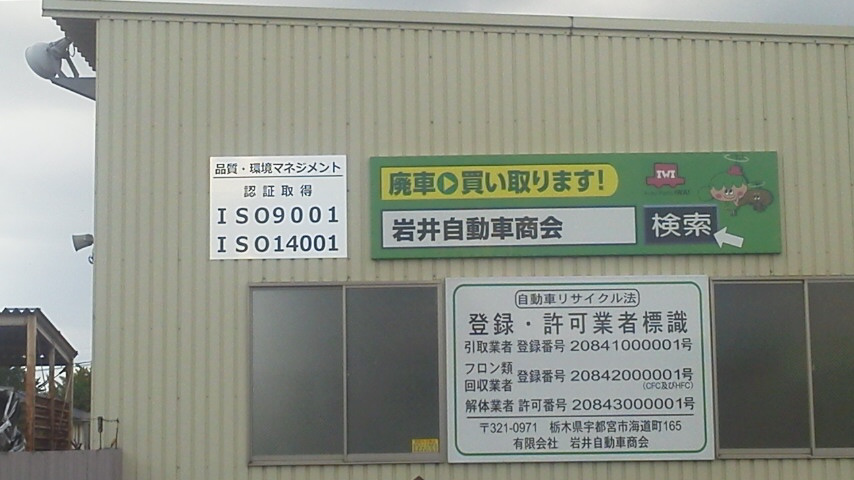 品質・環境マネジメント
認証取得
ISO9001
ISO14001
廃車▶買い取ります!
IWI
岩井自動車商会
検索
自動車リサイクル法
登録・許可業者標識
引取業者 登録番号 20841000001号
フロン類
回収業者 登録番号 20842000001号
(CFC及びHFC)
解体業者 許可番号 20843000001号
〒321-0971 栃木県宇都宮市海道町165
有限会社 岩井自動車商会